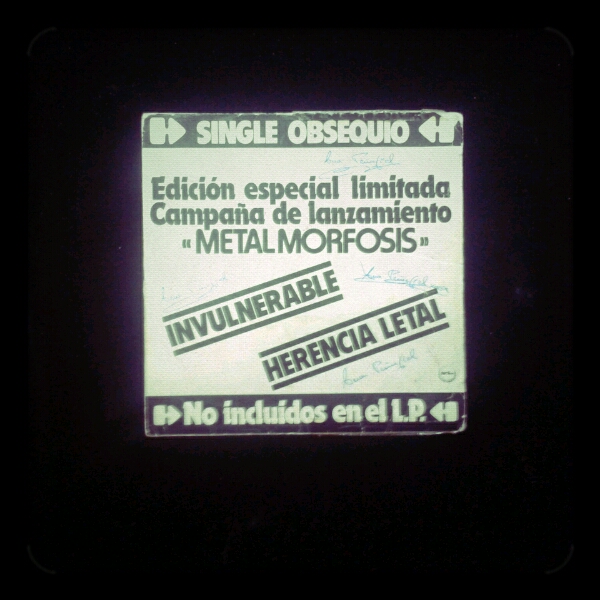 SINGLE OBSEQUIO
Edición especial limitada
Campaña de lanzamiento
«METALMORFOSIS»
INVULNERABLE
HERENCIA LETAL
No incluídos en el L.P.